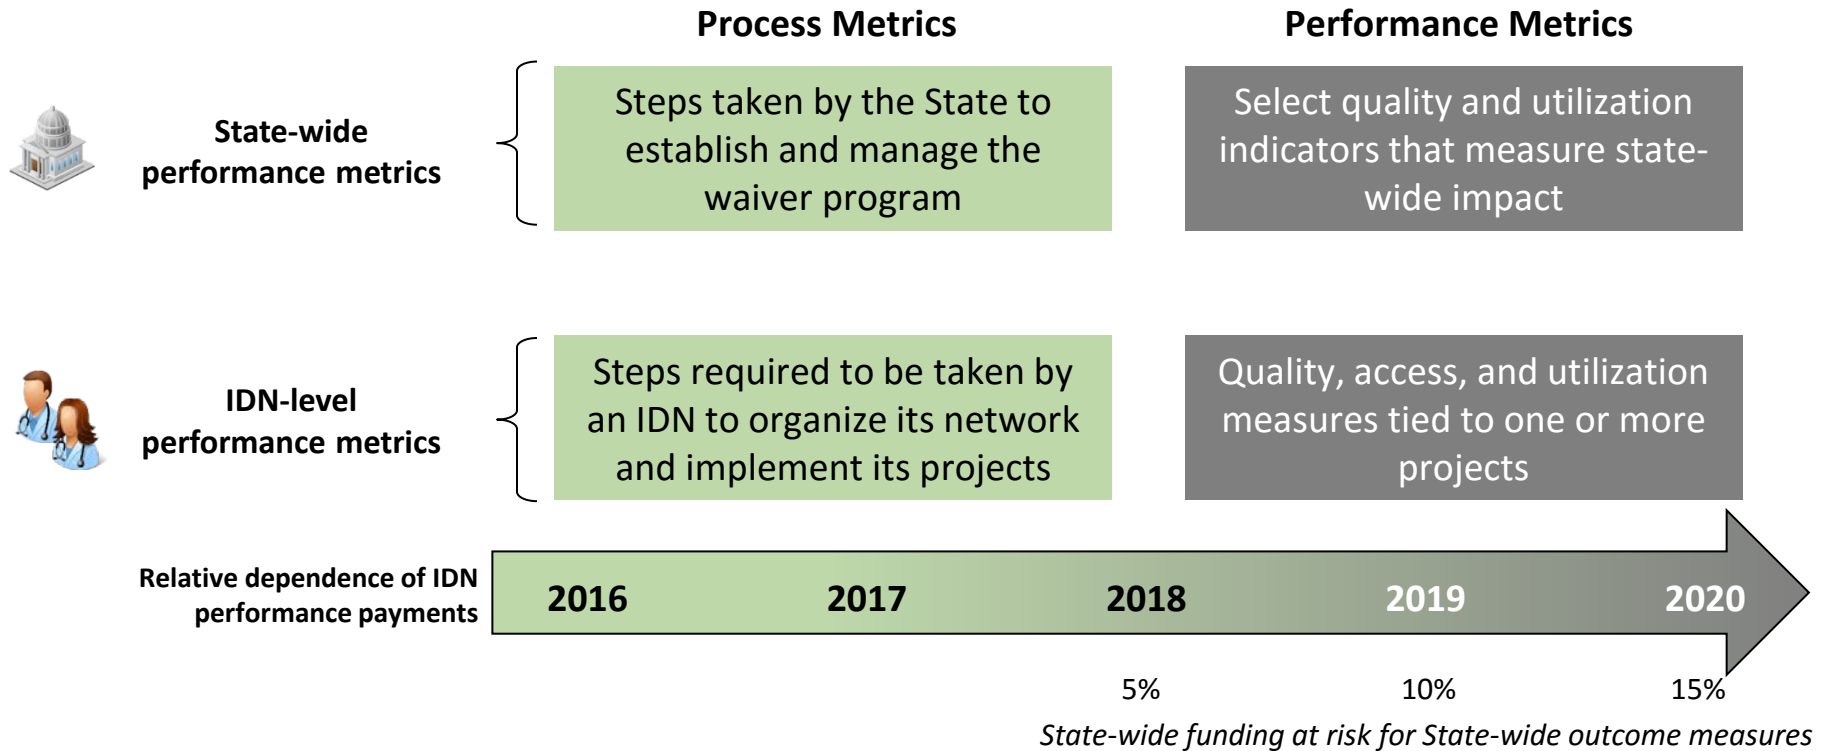 Process Metrics
Performance Metrics
State-wide
performance metrics
Steps taken by the State to
establish and manage the
waiver program
Select quality and utilization
indicators that measure state-
wide impact
IDN-level
performance metrics
Steps required to be taken by
an IDN to organize its network
and implement its projects
Quality, access, and utilization
measures tied to one or more
projects
Relative dependence of IDN
performance payments
2016 2017 2018 2019 2020
5% 10% 15%
State-wide funding at risk for State-wide outcome measures